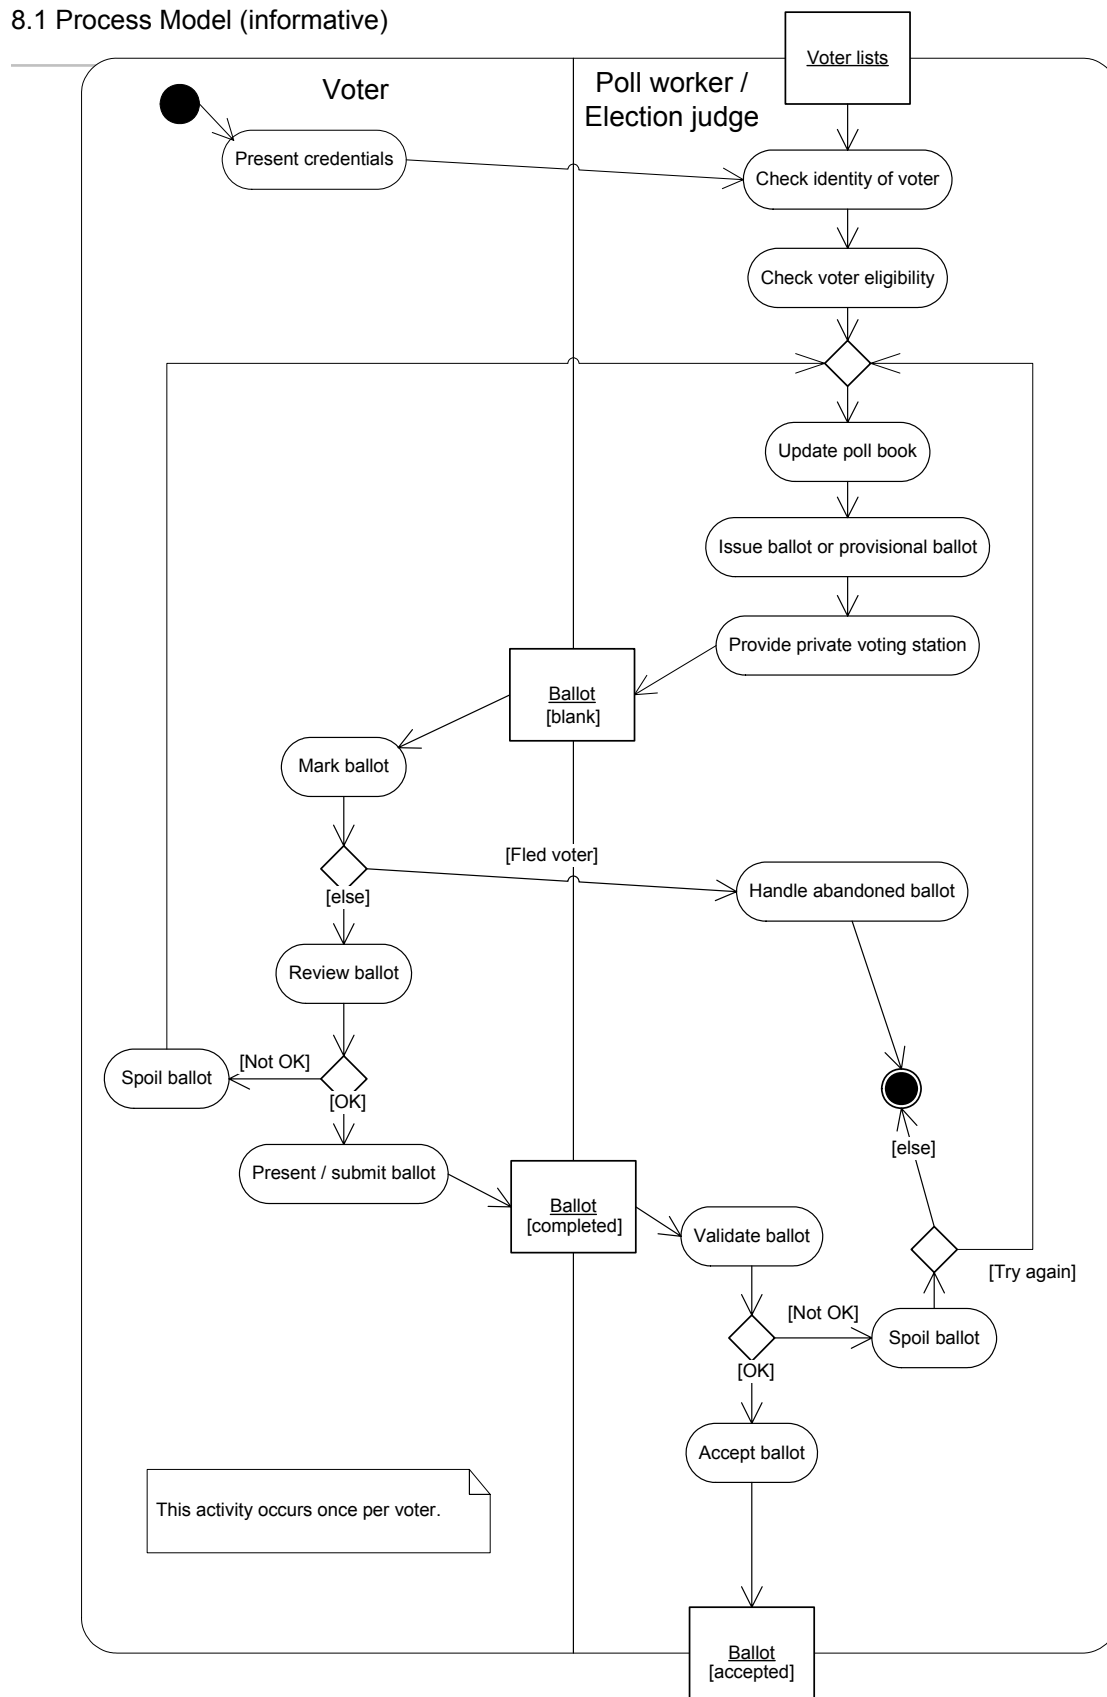 8.1 Process Model (informative)
Voter lists
Voter
Poll worker /
Election judge
Present credentials
Check identity of voter
Check voter eligibility
Update poll book
Issue ballot or provisional ballot
Provide private voting station
Ballot
[blank]
Mark ballot
[Fled voter]
[else]
Handle abandoned ballot
Review ballot
[Not OK]
Spoil ballot
[OK]
[else]
Present / submit ballot
Ballot
[completed]
Validate ballot
[Try again]
[Not OK]
Spoil ballot
[OK]
Accept ballot
This activity occurs once per voter.
Ballot
[accepted]